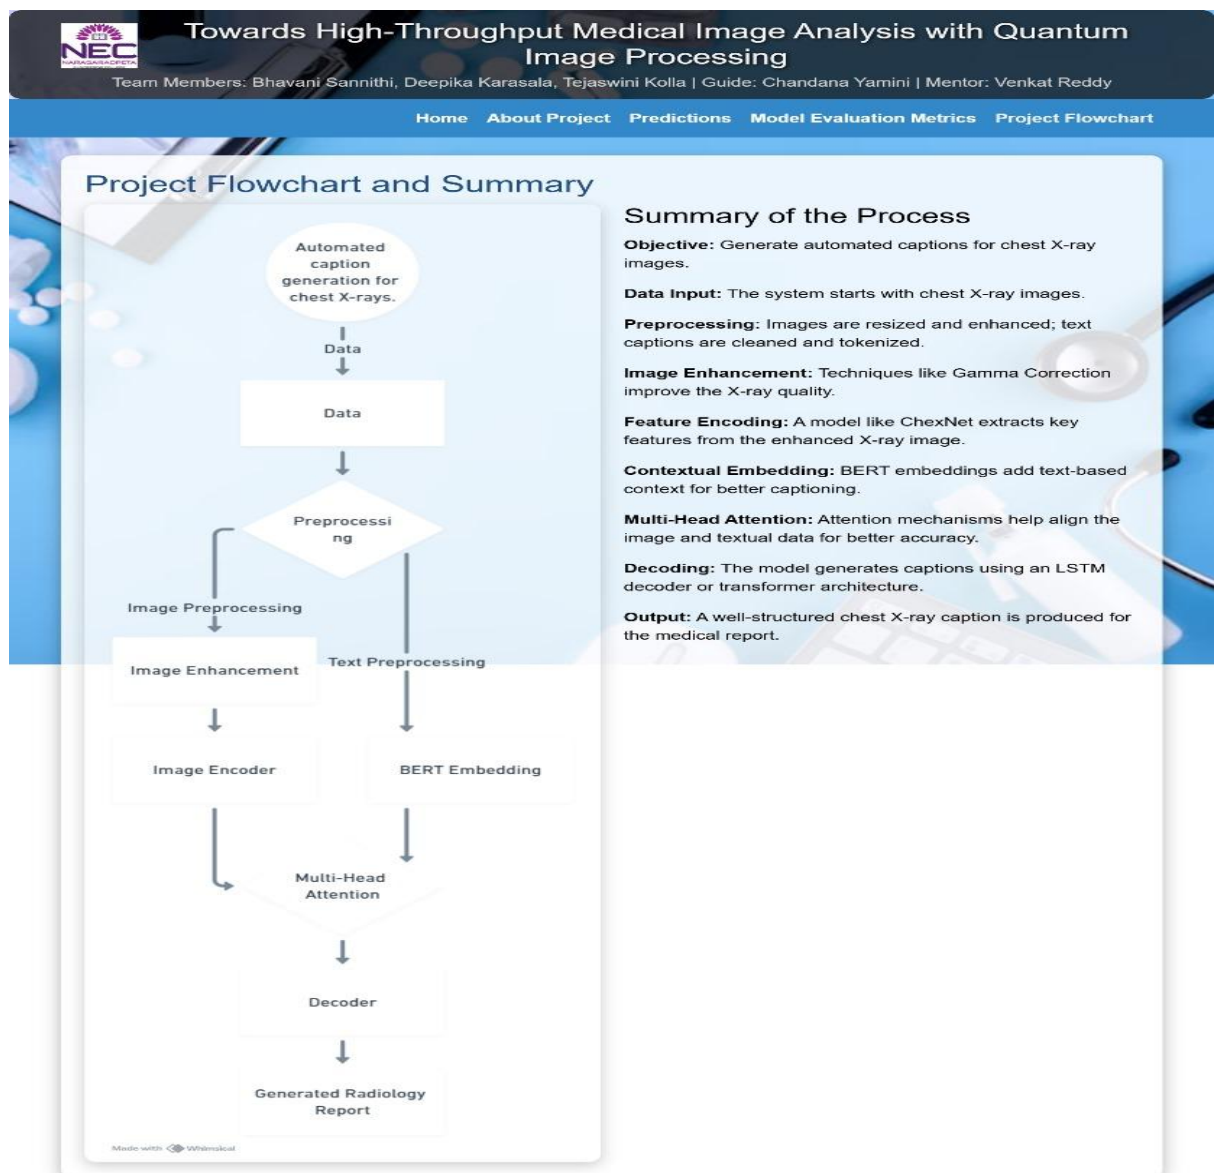 NEC
Towards High-Throughput Medical Image Analysis with Quantum
Image Processing
Team Members: Bhavani Sannithi, Deepika Karasala, Tejaswini Kolla | Guide: Chandana Yamini | Mentor: Venkat Reddy
Home About Project Predictions Model Evaluation Metrics Project Flowchart
Project Flowchart and Summary
Automated
caption
generation for
chest X-rays.
Data
Data
Preprocessi
ng
Image Preprocessing
Text Preprocessing
Image Enhancement
Image Encoder
BERT Embedding
Multi-Head
Attention
Decoder
Generated Radiology
Report
Made with Whimsical
Summary of the Process
Objective: Generate automated captions for chest X-ray
images.
Data Input: The system starts with chest X-ray images.
Preprocessing: Images are resized and enhanced; text
captions are cleaned and tokenized.
Image Enhancement: Techniques like Gamma Correction
improve the X-ray quality.
Feature Encoding: A model like ChexNet extracts key
features from the enhanced X-ray image.
Contextual Embedding: BERT embeddings add text-based
context for better captioning.
Multi-Head Attention: Attention mechanisms help align the
image and textual data for better accuracy.
Decoding: The model generates captions using an LSTM
decoder or transformer architecture.
Output: A well-structured chest X-ray caption is produced for
the medical report.